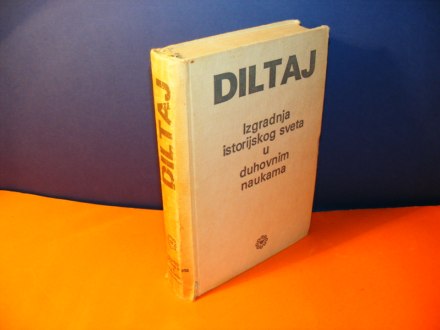 DILTAJ
Izgradnja
istorijskog sveta
u
duhovnim
naukama
DILTAJ